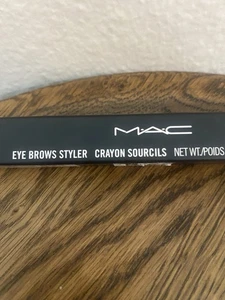 MAC
EYE BROWS STYLER CRAYON SOURCILS NET WT./POIDS